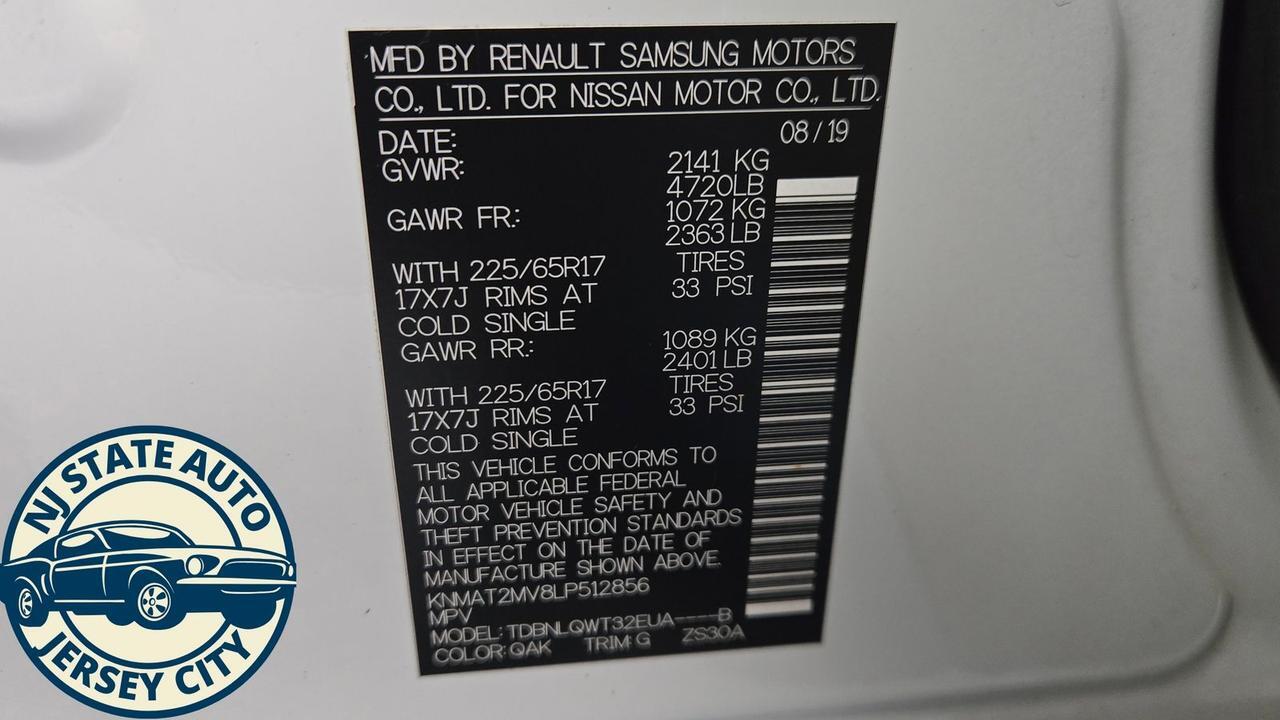 MFD BY RENAULT SAMSUNG MOTORS
CO., LTD. FOR NISSAN MOTOR CO., LTD.
DATE: 08/19
GVWR: 2141 KG
4720LB
GAWR FR.: 1072 KG
2363 LB
WITH 225/65R17 TIRES
17X7J RIMS AT 33 PSI
COLD SINGLE
GAWR RR.: 1089 KG
2401 LB
WITH 225/65R17 TIRES
17X7J RIMS AT 33 PSI
COLD SINGLE
THIS VEHICLE CONFORMS TO
ALL APPLICABLE FEDERAL
MOTOR VEHICLE SAFETY AND
THEFT PREVENTION STANDARDS
IN EFFECT ON THE DATE OF
MANUFACTURE SHOWN ABOVE.
KNMAT2MV8LP512856
MPV
MODEL: TDBNLQWT32EUA----B
COLOR: QAK TRIM: G ZS30A
NJ STATE AUTO
JERSEY CITY